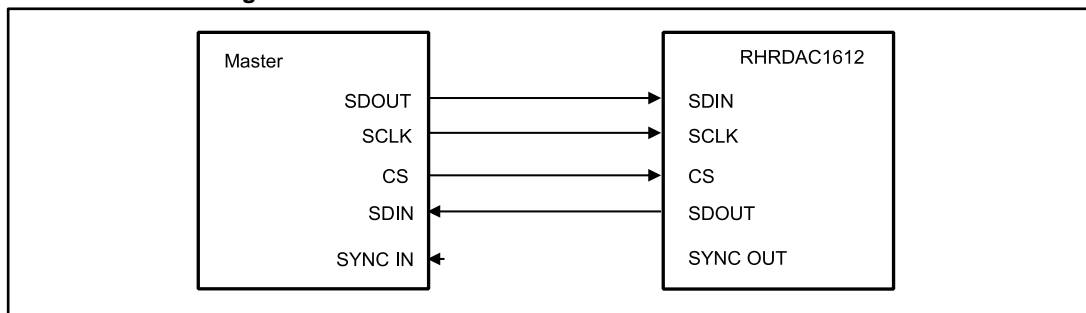 Master
RHRDAC1612
SDOUT
SDIN
SCLK
SCLK
CS
CS
SDIN
SDOUT
SYNC IN
SYNC OUT